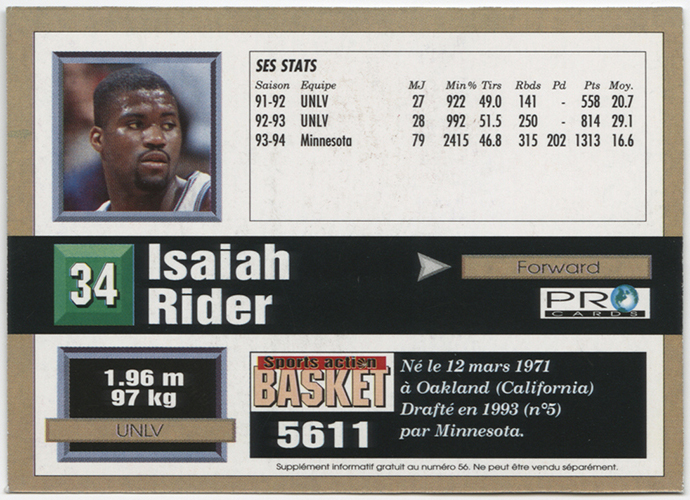 SES STATS
Saison Equipe MJ Min % Tirs Rbds Pd Pts Moy.
91-92 UNLV 27 922 49.0 141 - 558 20.7
92-93 UNLV 28 992 51.5 250 - 814 29.1
93-94 Minnesota 79 2415 46.8 315 202 1313 16.6
34
Isaiah
Rider
Forward
PRO
CARDS
1.96 m
97 kg
UNLV
Sports action
BASKET
5611
Né le 12 mars 1971
à Oakland (California)
Drafté en 1993 (n°5)
par Minnesota.
Supplément informatif gratuit au numéro 56. Ne peut être vendu séparément.